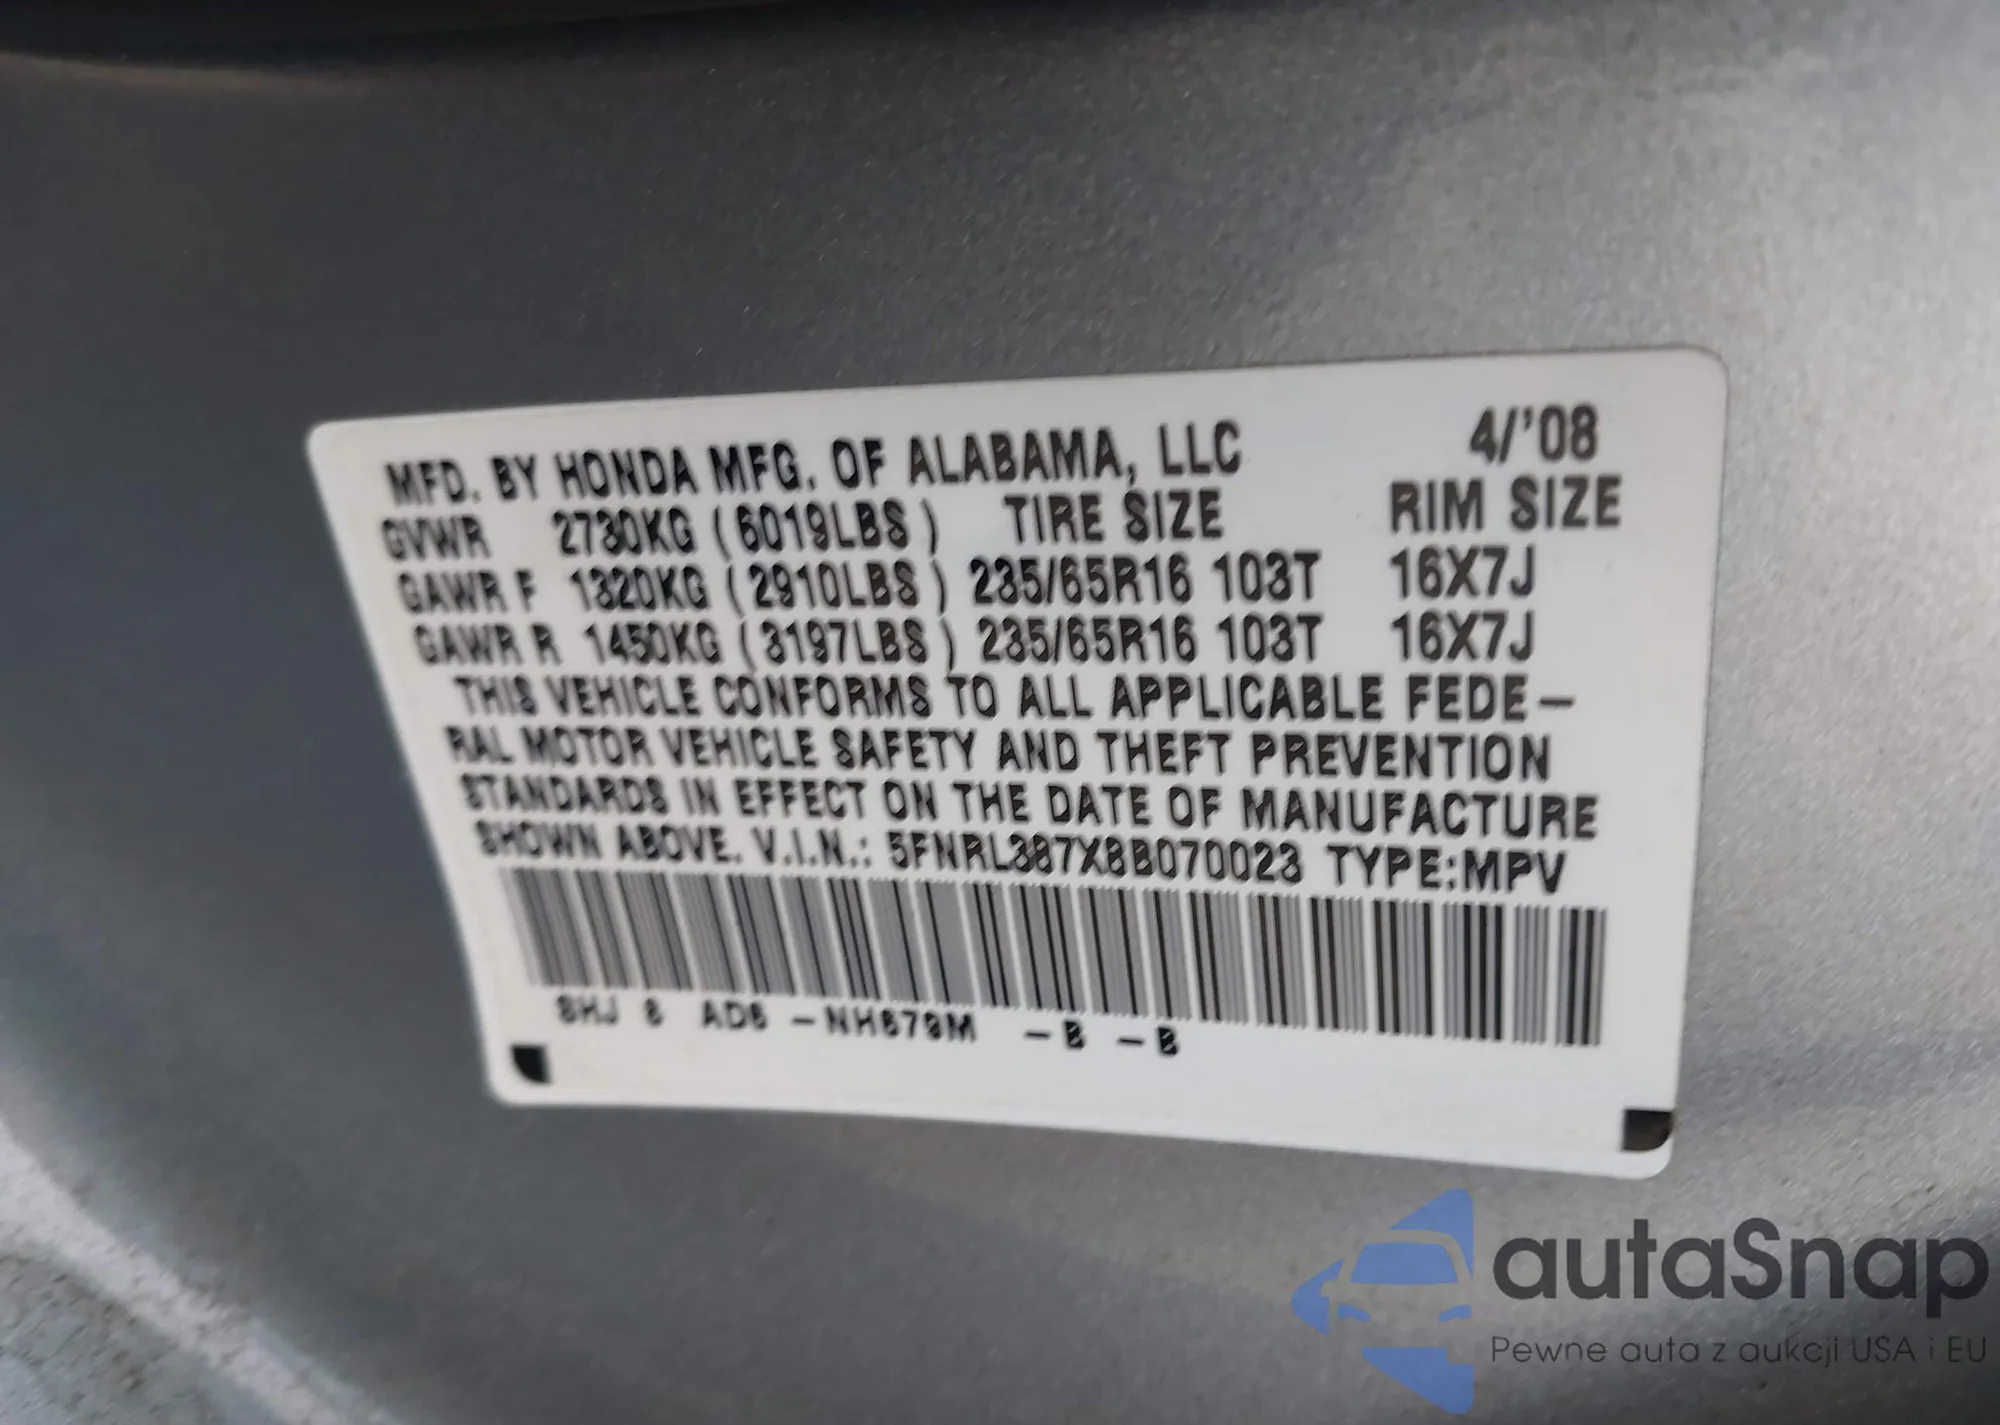 MFD. BY HONDA MFG. OF ALABAMA, LLC 4/'08
GVWR 2730KG (6019LBS) TIRE SIZE RIM SIZE
GAWR F 1320KG (2910LBS) 235/65R16 103T 16X7J
GAWR R 1450KG (3197LBS) 235/65R16 103T 16X7J
THIS VEHICLE CONFORMS TO ALL APPLICABLE FEDE-
RAL MOTOR VEHICLE SAFETY AND THEFT PREVENTION
STANDARDS IN EFFECT ON THE DATE OF MANUFACTURE
SHOWN ABOVE. V.I.N.: 5FNRL387X8B070023 TYPE:MPV
SHJ 8 AD6 -NH679M -B -B
autaSnap
Pewne auta z aukcji USA i EU